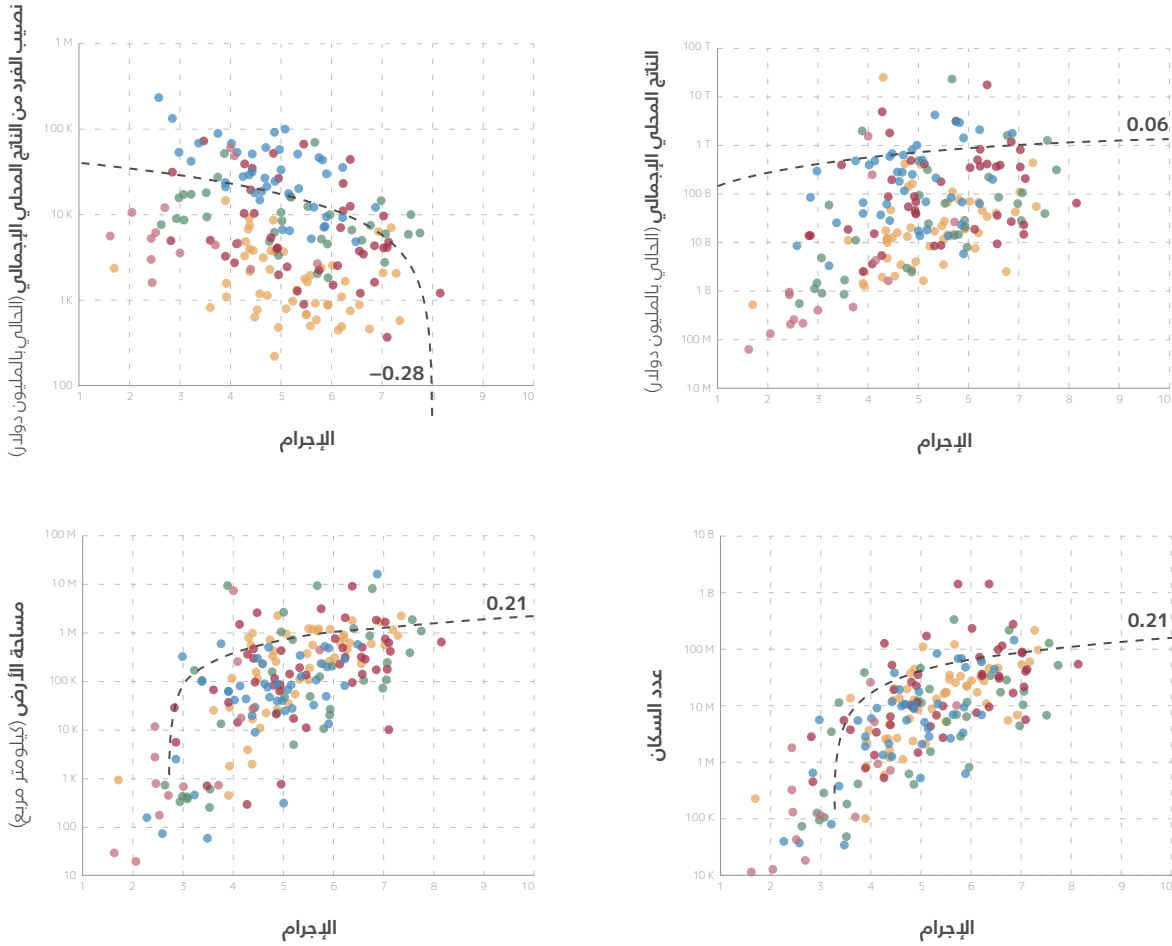 نصيب الفرد من الناتج المحلي الإجمالي (الحالي بالمليون دولار)
1 M
100 K
10 K
1 K
100
1 2 3 4 5 6 7 8 9 10
−0.28
الإجرام
الناتج المحلي الإجمالي (الحالي بالمليون دولار)
100 T
10 T
1 T
100 B
10 B
1 B
100 M
10 M
1 2 3 4 5 6 7 8 9 10
0.06
الإجرام
مساحة الأرض (كيلومتر مربع)
100 M
10 M
1 M
100 K
10 K
1 K
100
10
1 2 3 4 5 6 7 8 9 10
0.21
الإجرام
عدد السكان
10 B
1 B
100 M
10 M
1 M
100 K
10 K
1 2 3 4 5 6 7 8 9 10
0.21
الإجرام